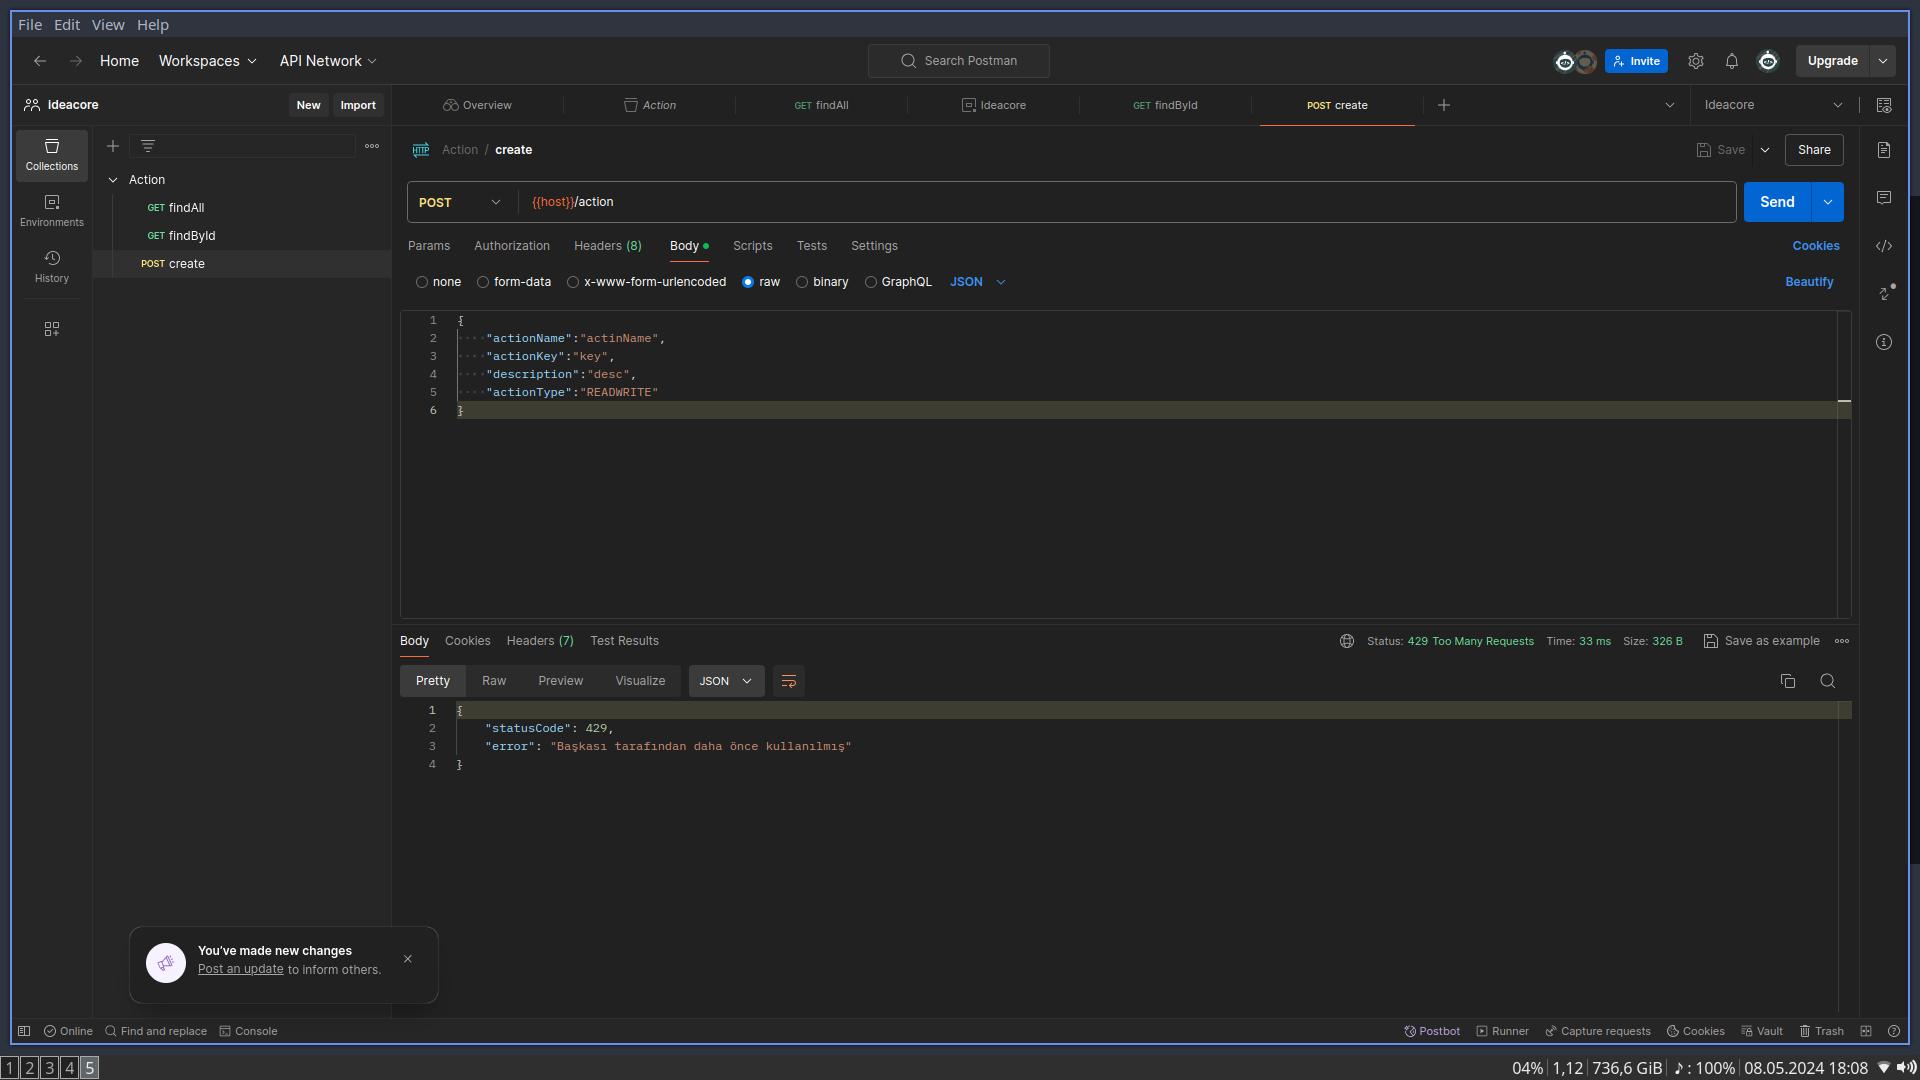 File Edit View Help
Home Workspaces API Network Search Postman Invite Upgrade
Ideacore New Import Overview Action GET findAll Ideacore GET findById POST create Ideacore
Collections
Environments
History
Action
GET findAll
GET findById
POST create
HTTP Action / create Save Share
POST {{host}}/action Send
Params Authorization Headers (8) Body Scripts Tests Settings Cookies
none form-data x-www-form-urlencoded raw binary GraphQL JSON Beautify
1 {
2 "actionName":"actinName",
3 "actionKey":"key",
4 "description":"desc",
5 "actionType":"READWRITE"
6 }
Body Cookies Headers (7) Test Results Status: 429 Too Many Requests Time: 33 ms Size: 326 B Save as example
Pretty Raw Preview Visualize JSON
1 {
2 "statusCode": 429,
3 "error": "Başkası tarafından daha önce kullanılmış"
4 }
You've made new changes
Post an update to inform others.
Online Find and replace Console Postbot Runner Capture requests Cookies Vault Trash
1 2 3 4 5 04% 1,12 736,6 GiB ♪: 100% 08.05.2024 18:08